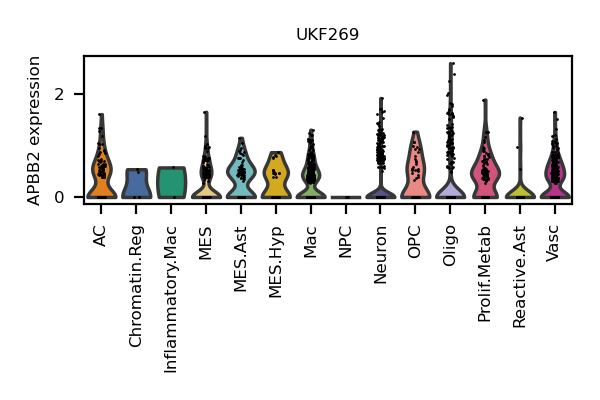 UKF269
APBB2 expression
2
0
AC
Chromatin.Reg
Inflammatory.Mac
MES
MES.Ast
MES.Hyp
Mac
NPC
Neuron
OPC
Oligo
Prolif.Metab
Reactive.Ast
Vasc